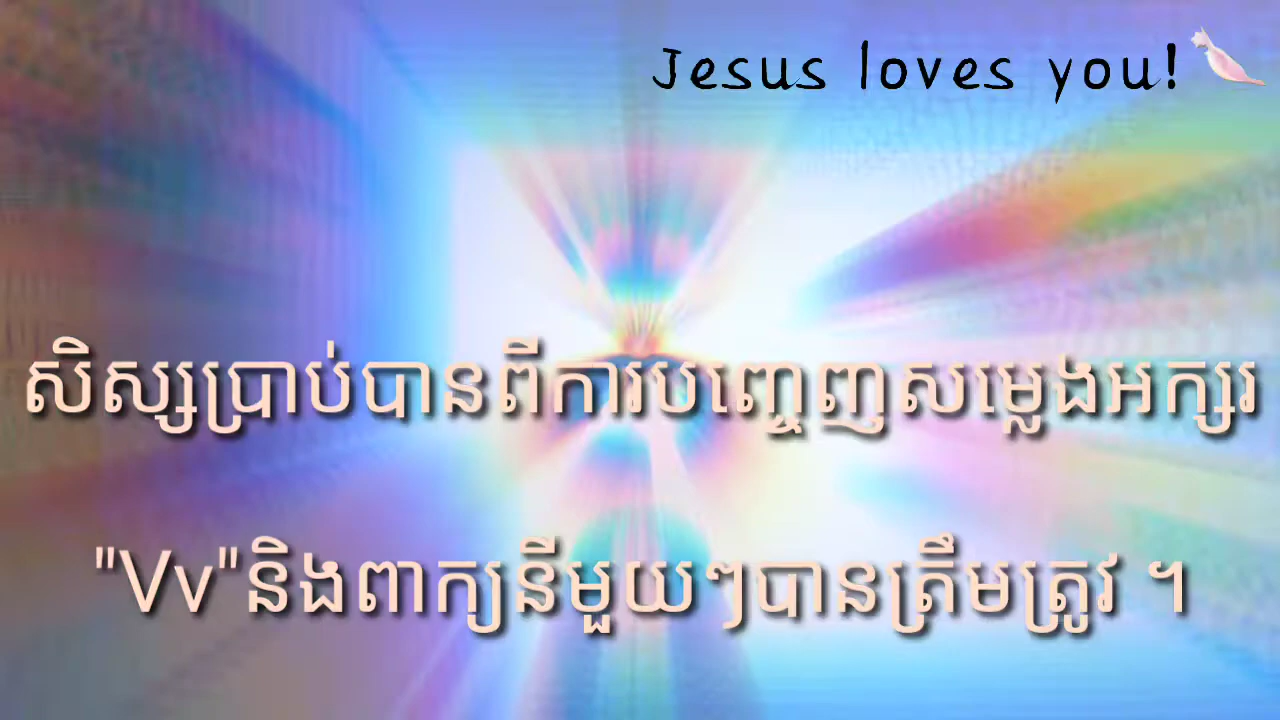 Jesus loves you!
សិស្សប្រាប់បានពីការបញ្ចេញសម្លេងអក្សរ
"Vv"និងពាក្យនីមួយៗបានត្រឹមត្រូវ ។